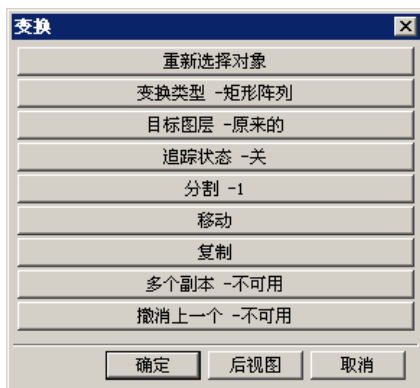 变换
重新选择对象
变换类型 -矩形阵列
目标图层 -原来的
追踪状态 -关
分割 -1
移动
复制
多个副本 -不可用
撤消上一个 -不可用
确定 后视图 取消